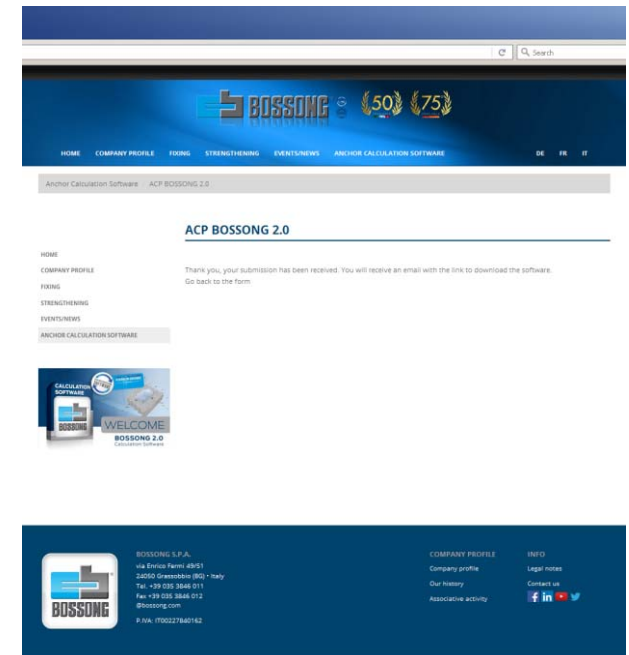 Search
BOSSONG 50 75
HOME COMPANY PROFILE FIXING STRENGTHENING EVENTS/NEWS ANCHOR CALCULATION SOFTWARE DE FR IT
Anchor Calculation Software ACP BOSSONG 2.0
ACP BOSSONG 2.0
HOME
COMPANY PROFILE
FIXING
STRENGTHENING
EVENTS/NEWS
ANCHOR CALCULATION SOFTWARE
Thank you, your submission has been received. You will receive an email with the link to download the software.
Go back to the form
CALCULATION
SOFTWARE
BOSSONG
WELCOME
BOSSONG 2.0
Calculation Software
BOSSONG
BOSSONG S.P.A.
via Enrico Fermi 49/51
24050 Grassobbio (BG) • Italy
Tel. +39 035 3846 011
Fax +39 035 3846 012
@bossong.com
P.IVA: IT00227840162
COMPANY PROFILE
Company profile
Our history
Associative activity
INFO
Legal notes
Contact us